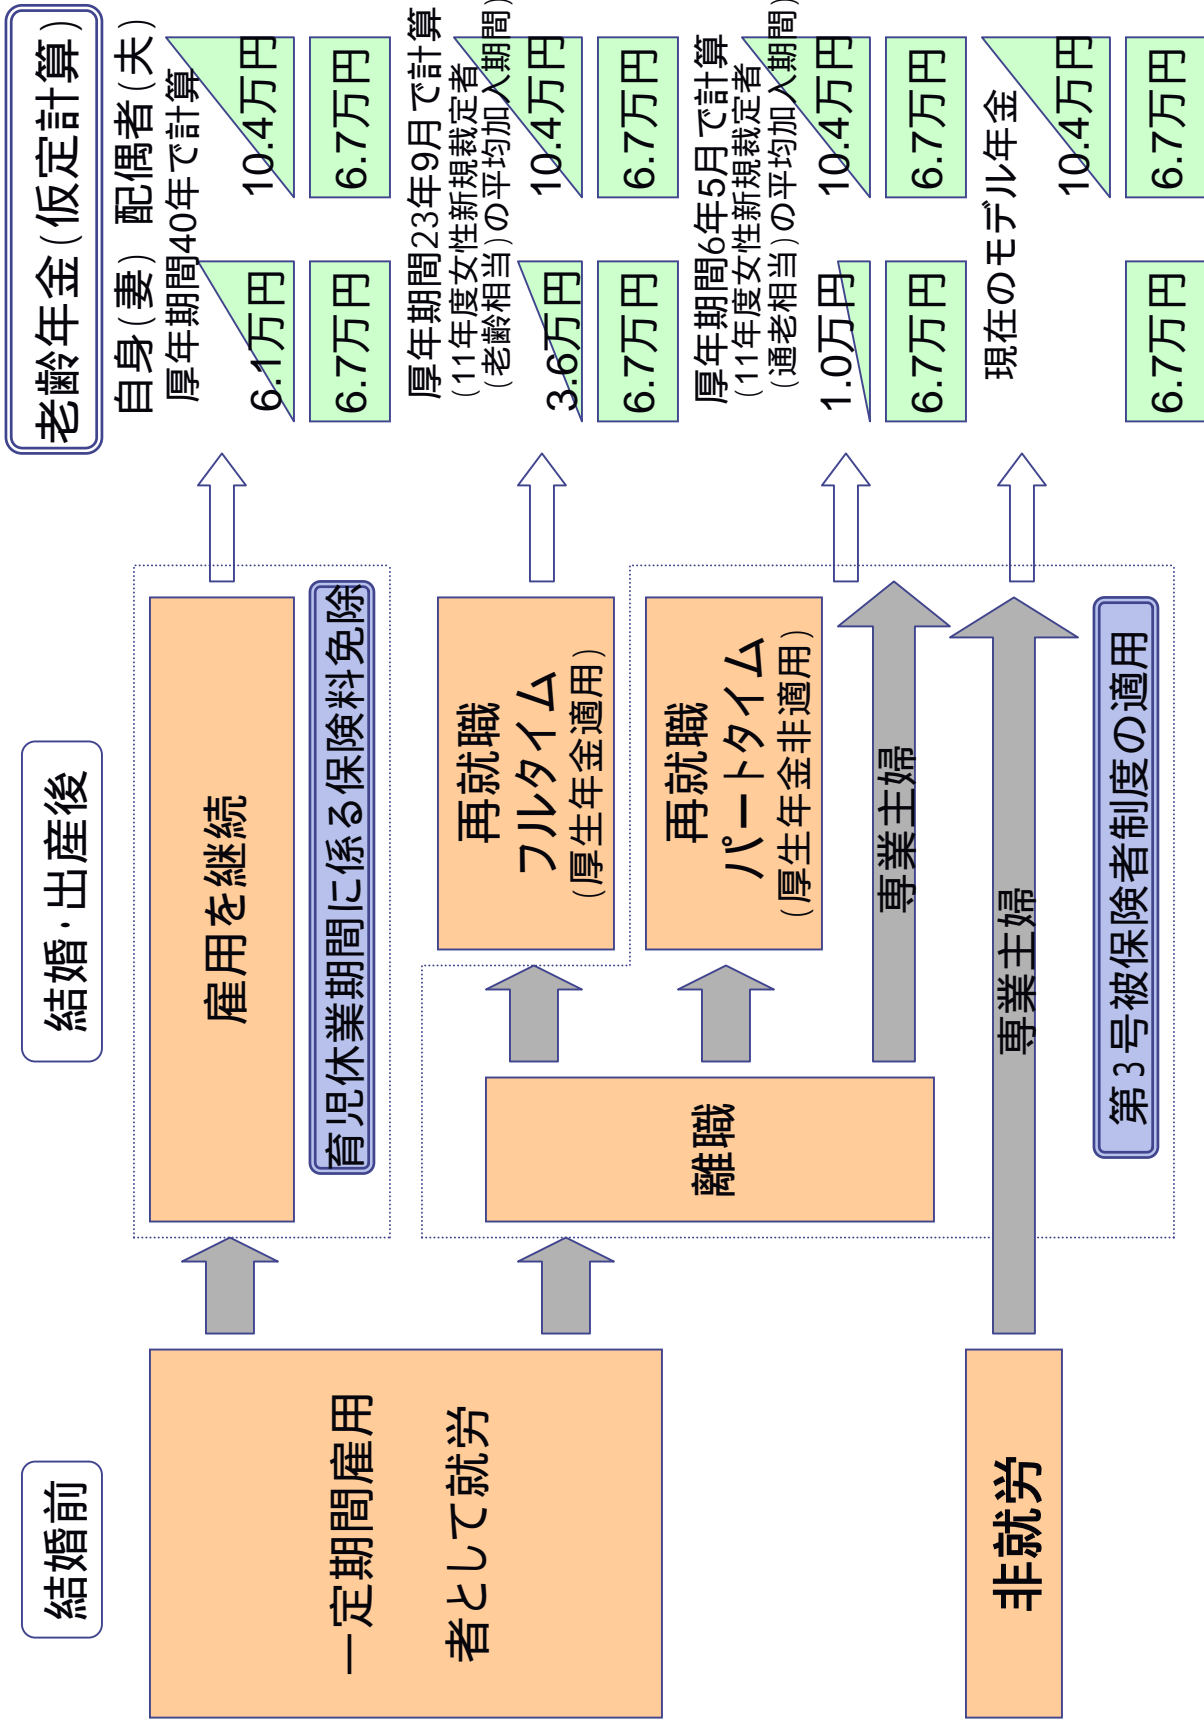 結婚前
結婚・出産後
老齢年金(仮定計算)
自身(妻) 配偶者(夫)
一定期間雇用
者として就労
雇用を継続
育児休業期間に係る保険料免除
厚年期間40年で計算
6.1万円
10.4万円
6.7万円
6.7万円
離職
再就職
フルタイム
(厚生年金適用)
厚年期間23年9月で計算
(11年度女性新規裁定者
(老齢相当)の平均加入期間)
3.6万円
10.4万円
6.7万円
6.7万円
再就職
パートタイム
(厚生年金非適用)
専業主婦
厚年期間6年5月で計算
(11年度女性新規裁定者
(通老相当)の平均加入期間)
1.0万円
10.4万円
6.7万円
6.7万円
非就労
専業主婦
第3号被保険者制度の適用
現在のモデル年金
10.4万円
6.7万円
6.7万円